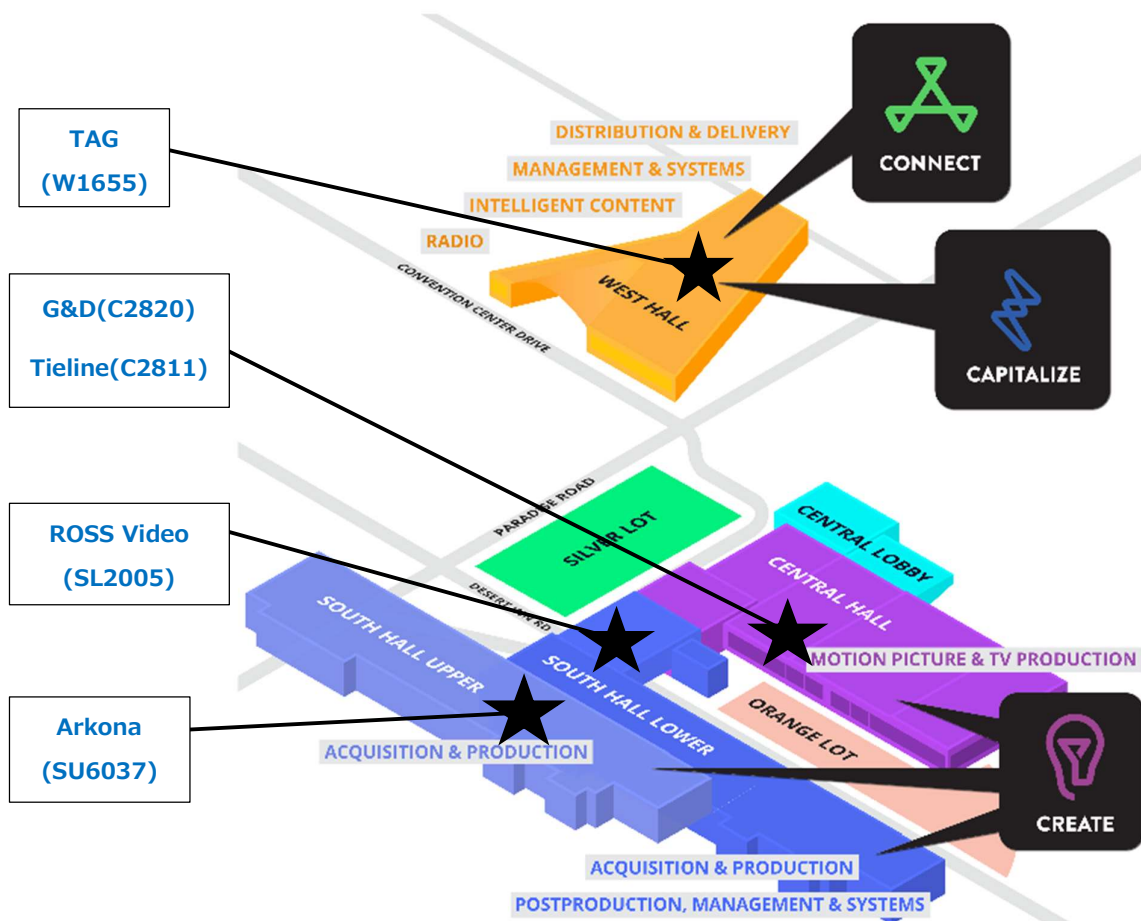 TAG
(W1655)
G&D(C2820)
Tieline(C2811)
ROSS Video
(SL2005)
Arkona
(SU6037)
DISTRIBUTION & DELIVERY
MANAGEMENT & SYSTEMS
INTELLIGENT CONTENT
RADIO
CONNECT
CAPITALIZE
WEST HALL
CONVENTION CENTER DRIVE
PARADISE ROAD
SILVER LOT
DESERT INN RD
CENTRAL LOBBY
CENTRAL HALL
MOTION PICTURE & TV PRODUCTION
SOUTH HALL UPPER
SOUTH HALL LOWER
ORANGE LOT
ACQUISITION & PRODUCTION
CREATE
ACQUISITION & PRODUCTION
POSTPRODUCTION, MANAGEMENT & SYSTEMS